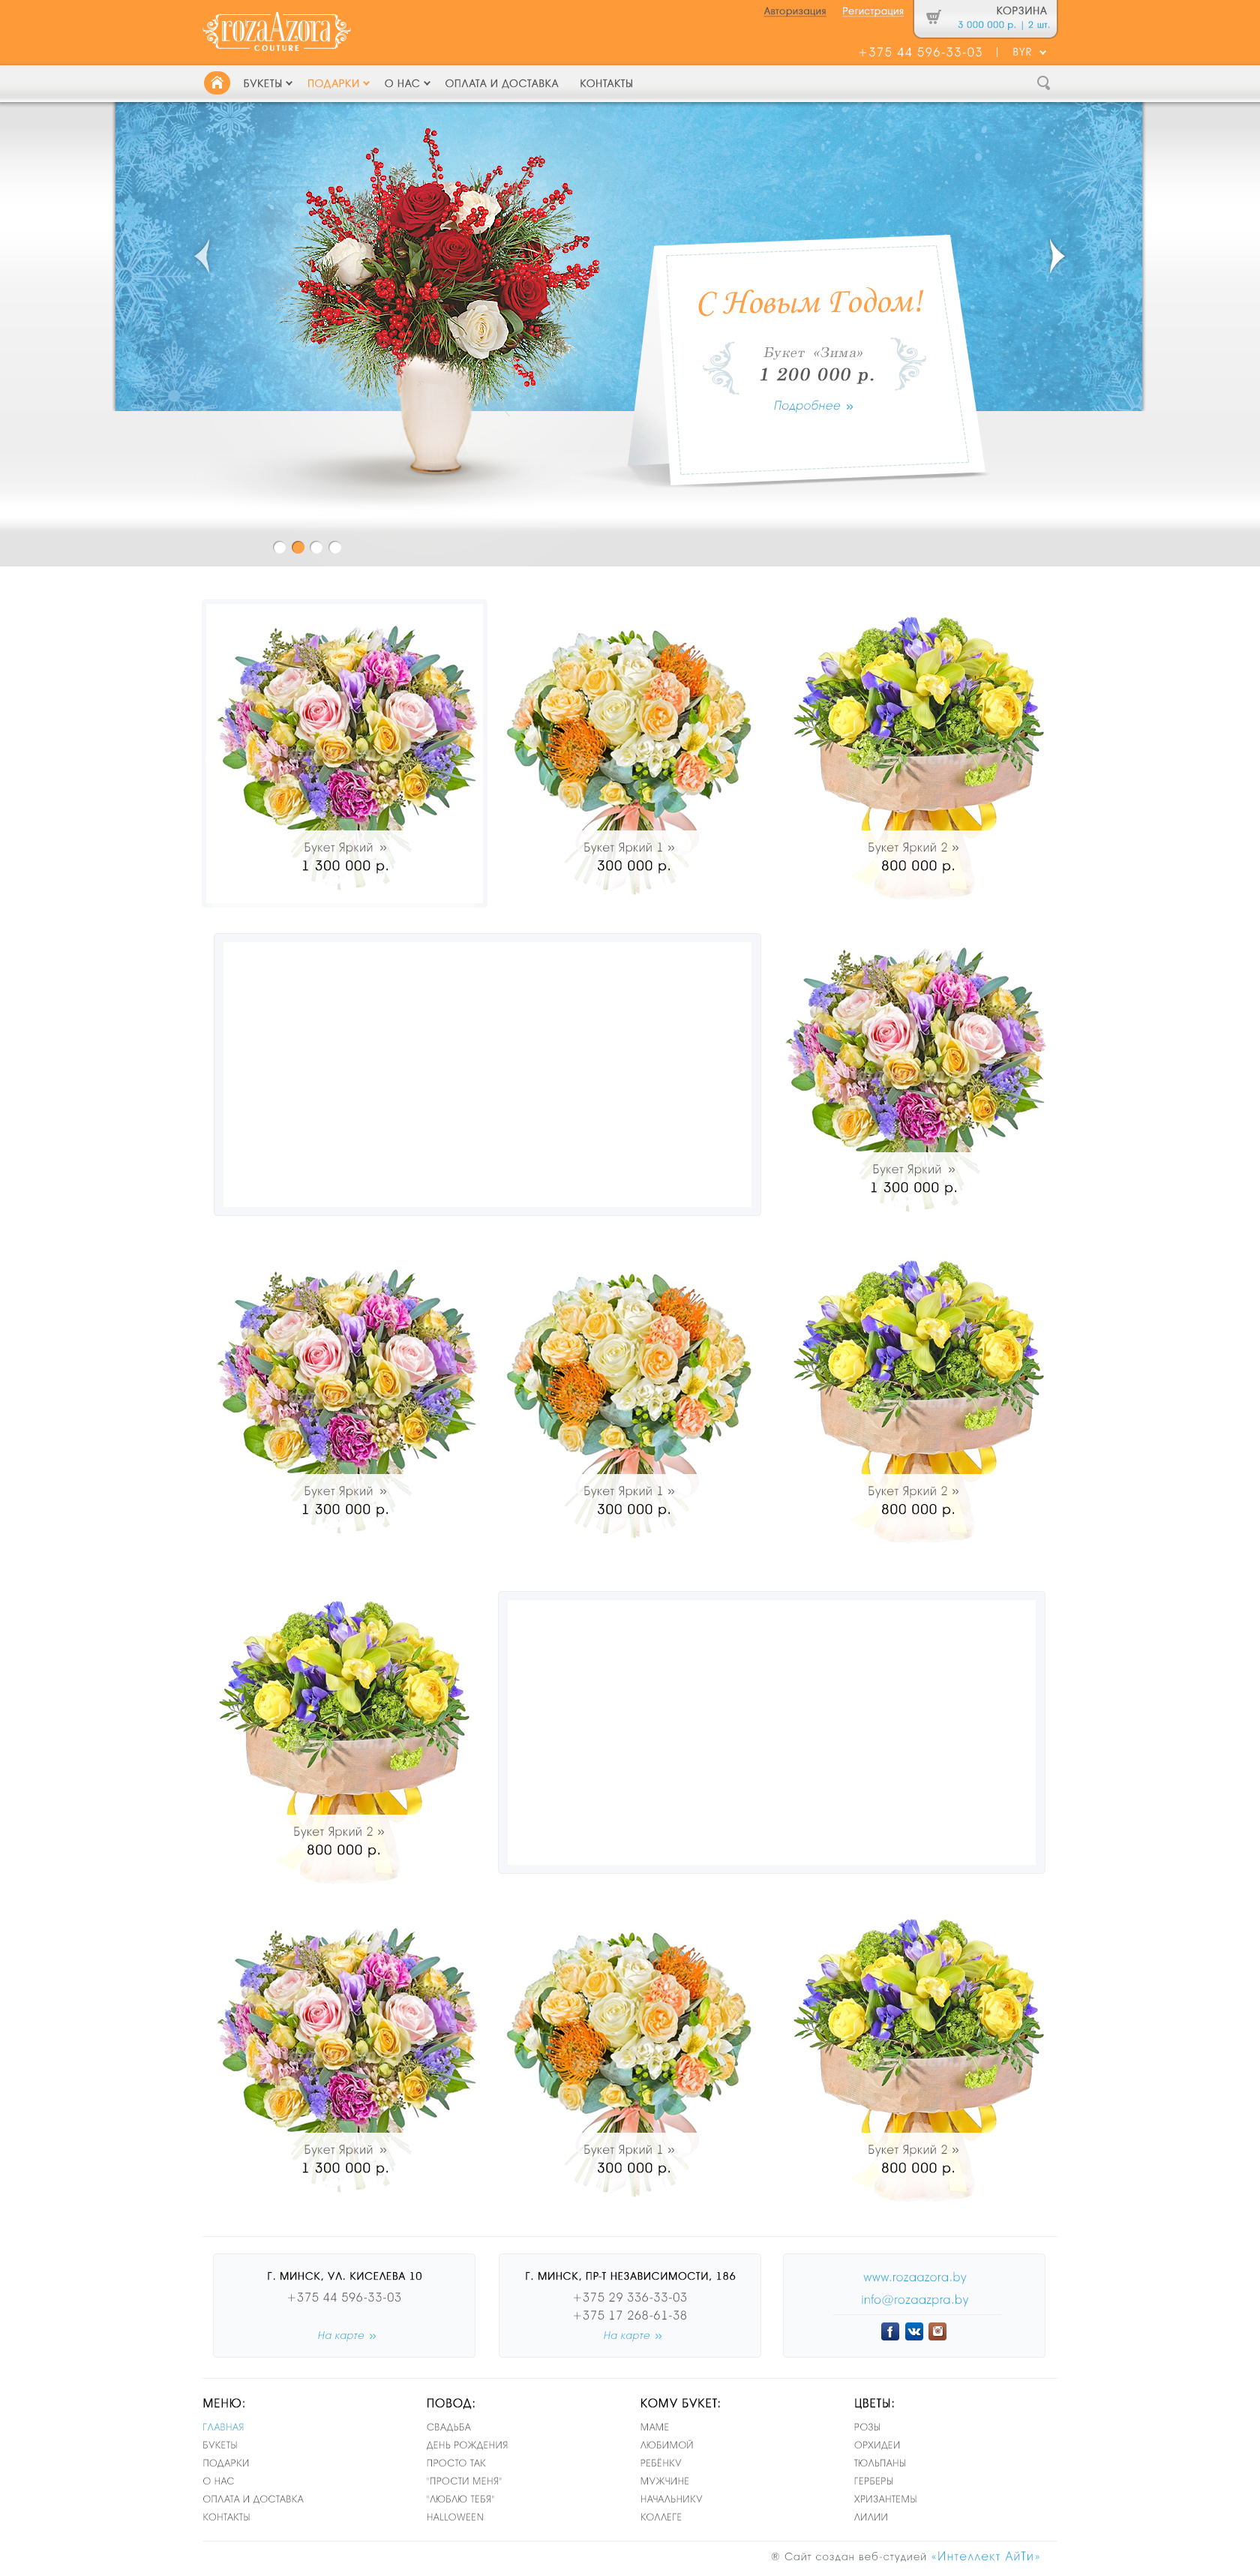 rozaAzora
COUTURE
Авторизация Регистрация
КОРЗИНА
3 000 000 р. | 2 шт.
+375 44 596-33-03 | BYR
БУКЕТЫ ПОДАРКИ О НАС ОПЛАТА И ДОСТАВКА КОНТАКТЫ
С Новым Годом!
Букет «Зима»
1 200 000 р.
Подробнее »
Букет Яркий »
1 300 000 р.
Букет Яркий 1 »
300 000 р.
Букет Яркий 2 »
800 000 р.
Букет Яркий »
1 300 000 р.
Букет Яркий »
1 300 000 р.
Букет Яркий 1 »
300 000 р.
Букет Яркий 2 »
800 000 р.
Букет Яркий 2 »
800 000 р.
Букет Яркий »
1 300 000 р.
Букет Яркий 1 »
300 000 р.
Букет Яркий 2 »
800 000 р.
Г. МИНСК, УЛ. КИСЕЛЕВА 10
+375 44 596-33-03
На карте »
Г. МИНСК, ПР-Т НЕЗАВИСИМОСТИ, 186
+375 29 336-33-03
+375 17 268-61-38
На карте »
www.rozaazora.by
info@rozaazpra.by
МЕНЮ:
ГЛАВНАЯ
БУКЕТЫ
ПОДАРКИ
О НАС
ОПЛАТА И ДОСТАВКА
КОНТАКТЫ
ПОВОД:
СВАДЬБА
ДЕНЬ РОЖДЕНИЯ
ПРОСТО ТАК
"ПРОСТИ МЕНЯ"
"ЛЮБЛЮ ТЕБЯ"
HALLOWEEN
КОМУ БУКЕТ:
МАМЕ
ЛЮБИМОЙ
РЕБЁНКУ
МУЖЧИНЕ
НАЧАЛЬНИКУ
КОЛЛЕГЕ
ЦВЕТЫ:
РОЗЫ
ОРХИДЕИ
ТЮЛЬПАНЫ
ГЕРБЕРЫ
ХРИЗАНТЕМЫ
ЛИЛИИ
® Сайт создан веб-студией «Интеллект АйТи»